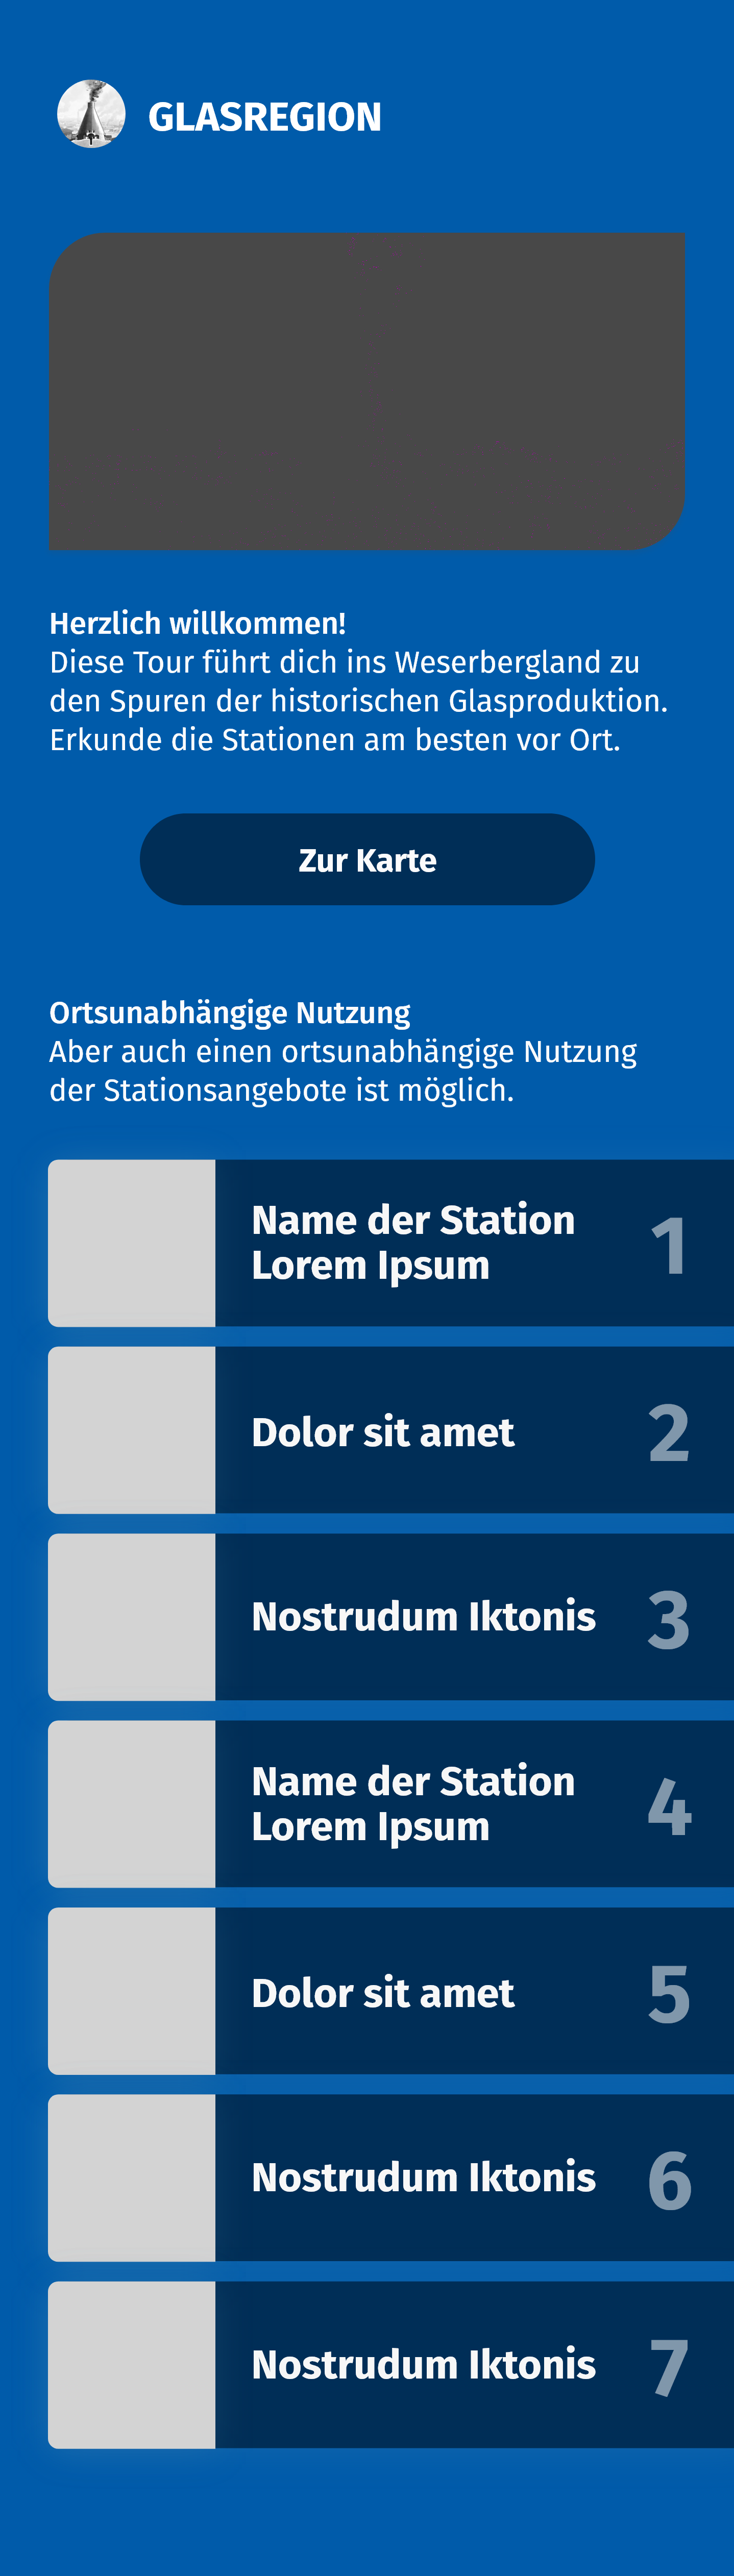 GLASREGION
Herzlich willkommen!
Diese Tour führt dich ins Weserbergland zu
den Spuren der historischen Glasproduktion.
Erkunde die Stationen am besten vor Ort.
Zur Karte
Ortsunabhängige Nutzung
Aber auch einen ortsunabhängige Nutzung
der Stationsangebote ist möglich.
Name der Station
Lorem Ipsum
1
Dolor sit amet
2
Nostrudum Iktonis
3
Name der Station
Lorem Ipsum
4
Dolor sit amet
5
Nostrudum Iktonis
6
Nostrudum Iktonis
7